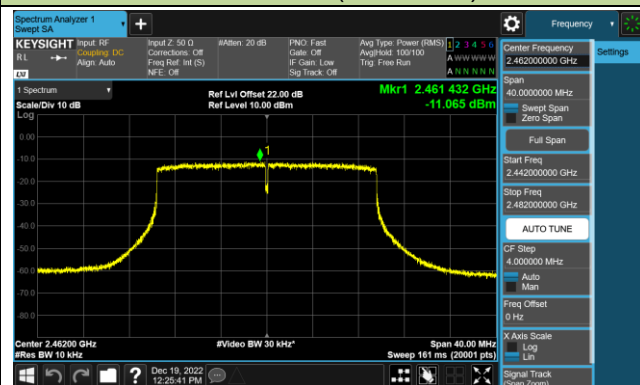 Spectrum Analyzer 1
Swept SA
Frequency
KEYSIGHT
RL
LXI
Input: RF
Coupling: DC
Align: Auto
Input Z: 50 Ω
Corrections: Off
Freq Ref: Int (S)
NFE: Off
#Atten: 20 dB
PNO: Fast
Gate: Off
IF Gain: Low
Sig Track: Off
Avg Type: Power (RMS)
Avg|Hold: 100/100
Trig: Free Run
1 2 3 4 5 6
A W W W W W
A N N N N N
Center Frequency
2.462000000 GHz
Settings
Span
40.0000000 MHz
Swept Span
Zero Span
Full Span
Start Freq
2.442000000 GHz
Stop Freq
2.482000000 GHz
AUTO TUNE
CF Step
4.000000 MHz
Auto
Man
Freq Offset
0 Hz
X Axis Scale
Log
Lin
Signal Track
(Span Zoom)
1 Spectrum
Scale/Div 10 dB
Log
Ref Lvl Offset 22.00 dB
Ref Level 10.00 dBm
Mkr1 2.461 432 GHz
-11.065 dBm
0.00
-10.0
-20.0
-30.0
-40.0
-50.0
-60.0
-70.0
-80.0
1
Center 2.46200 GHz
#Res BW 10 kHz
#Video BW 30 kHz*
Span 40.00 MHz
Sweep 161 ms (20001 pts)
Dec 19, 2022
12:25:41 PM